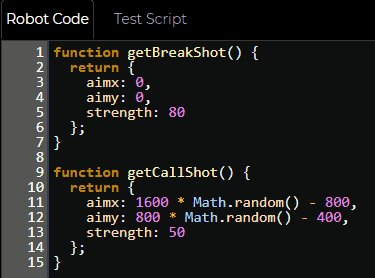 Robot Code Test Script
1 function getBreakShot() {
2   return {
3     aimx: 0,
4     aimy: 0,
5     strength: 80
6   };
7 }
8
9 function getCallShot() {
10   return {
11     aimx: 1600 * Math.random() - 800,
12     aimy: 800 * Math.random() - 400,
13     strength: 50
14   };
15 }